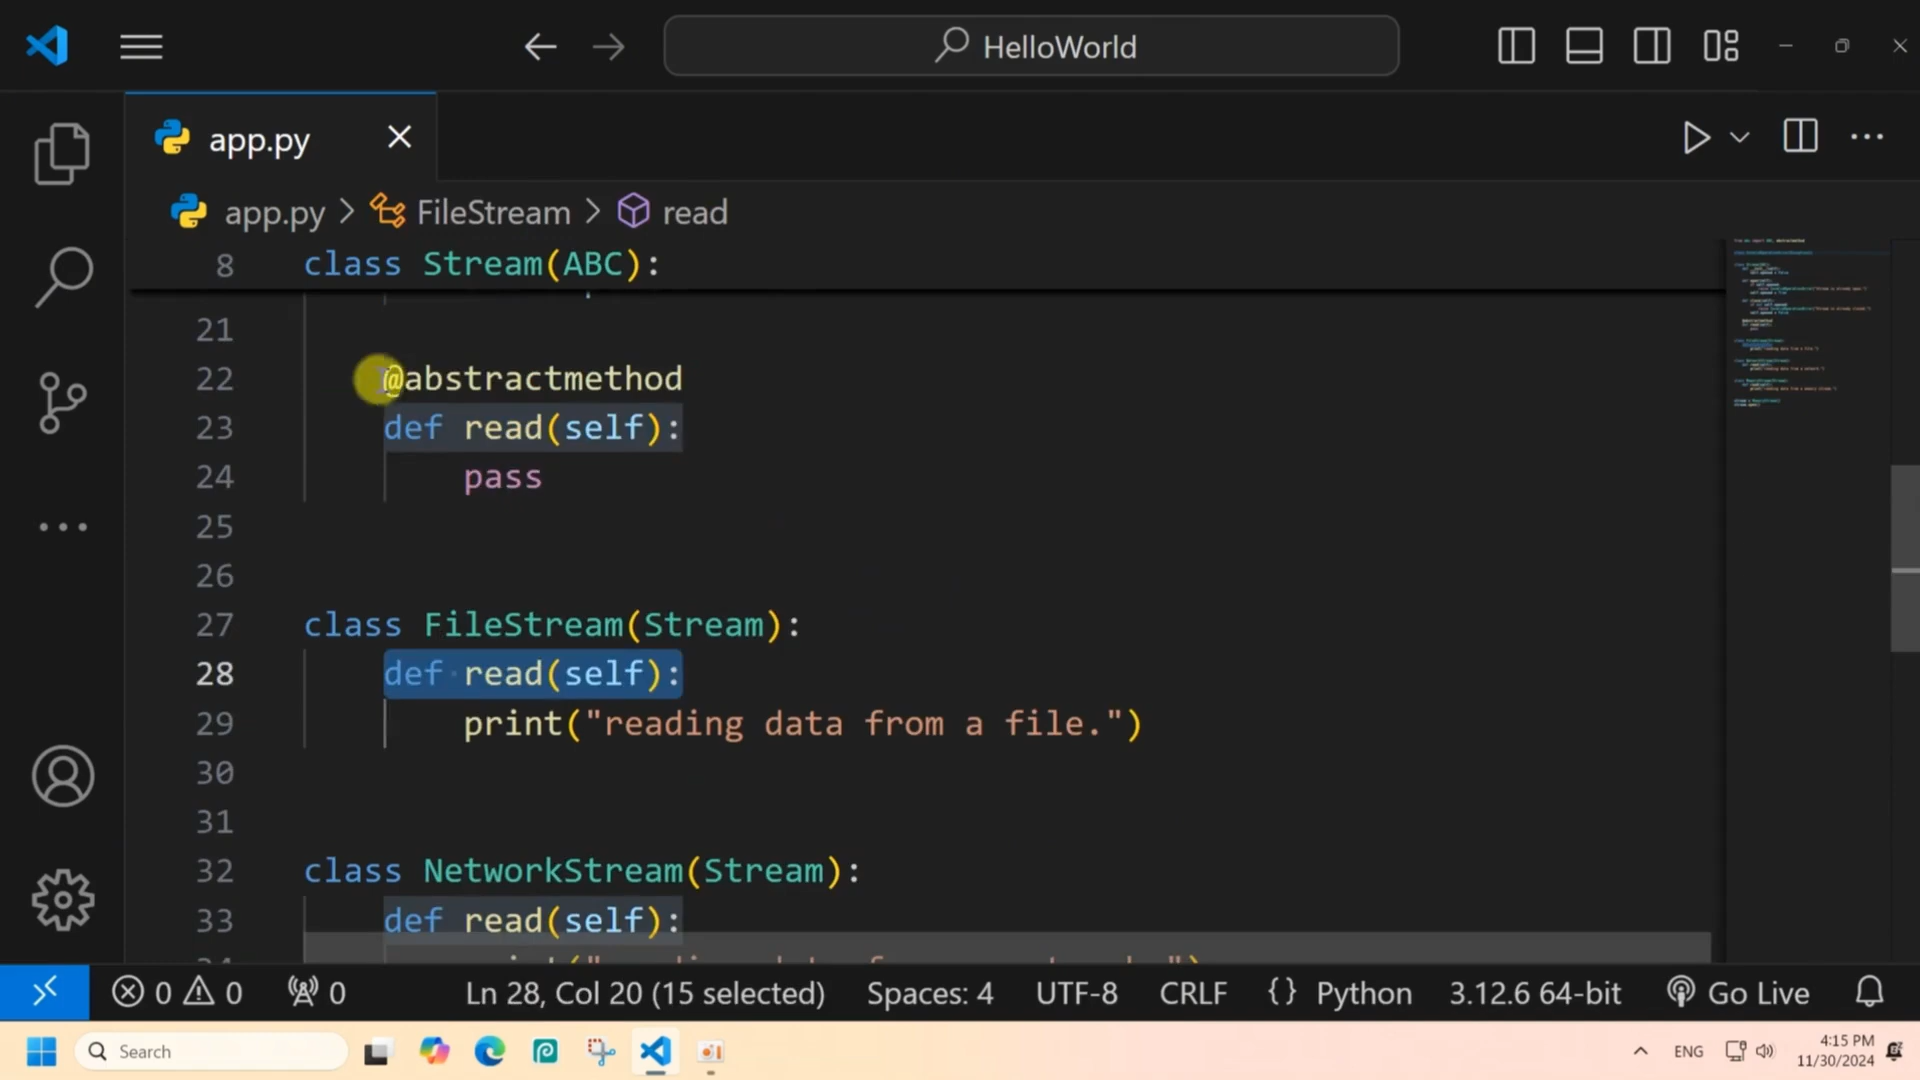 HelloWorld
app.py
app.py > FileStream > read
8 class Stream(ABC):
21
22 @abstractmethod
23 def read(self):
24 pass
25
26
27 class FileStream(Stream):
28 def read(self):
29 print("reading data from a file.")
30
31
32 class NetworkStream(Stream):
33 def read(self):
0 0 0 Ln 28, Col 20 (15 selected) Spaces: 4 UTF-8 CRLF {} Python 3.12.6 64-bit Go Live
Search ENG 4:15 PM
11/30/2024